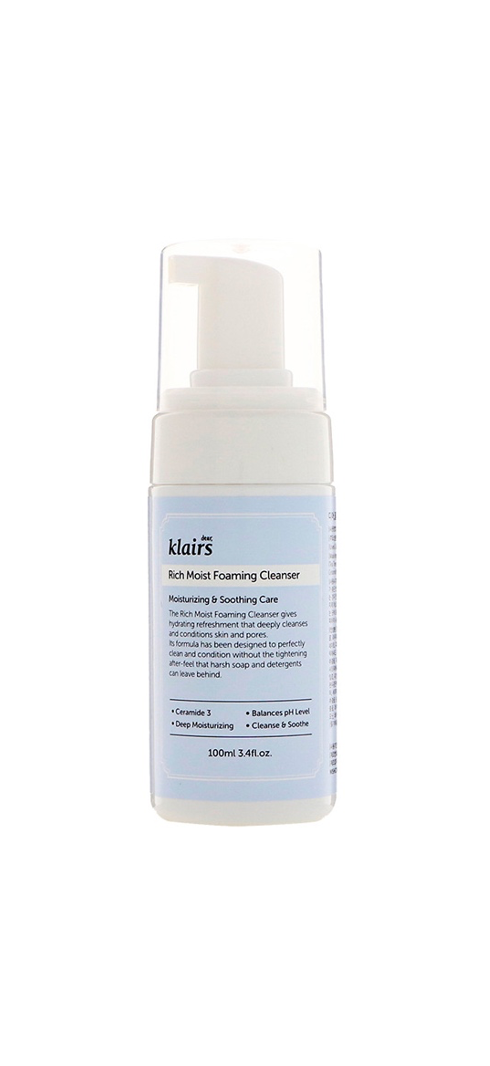 dear,
klairs
Rich Moist Foaming Cleanser
Moisturizing & Soothing Care
The Rich Moist Foaming Cleanser gives
hydrating refreshment that deeply cleanses
and conditions skin and pores.
Its formula has been designed to perfectly
clean and condition without the tightening
after-feel that harsh soap and detergents
can leave behind.
• Ceramide 3 • Balances pH Level
• Deep Moisturizing • Cleanse & Soothe
100ml 3.4fl.oz.